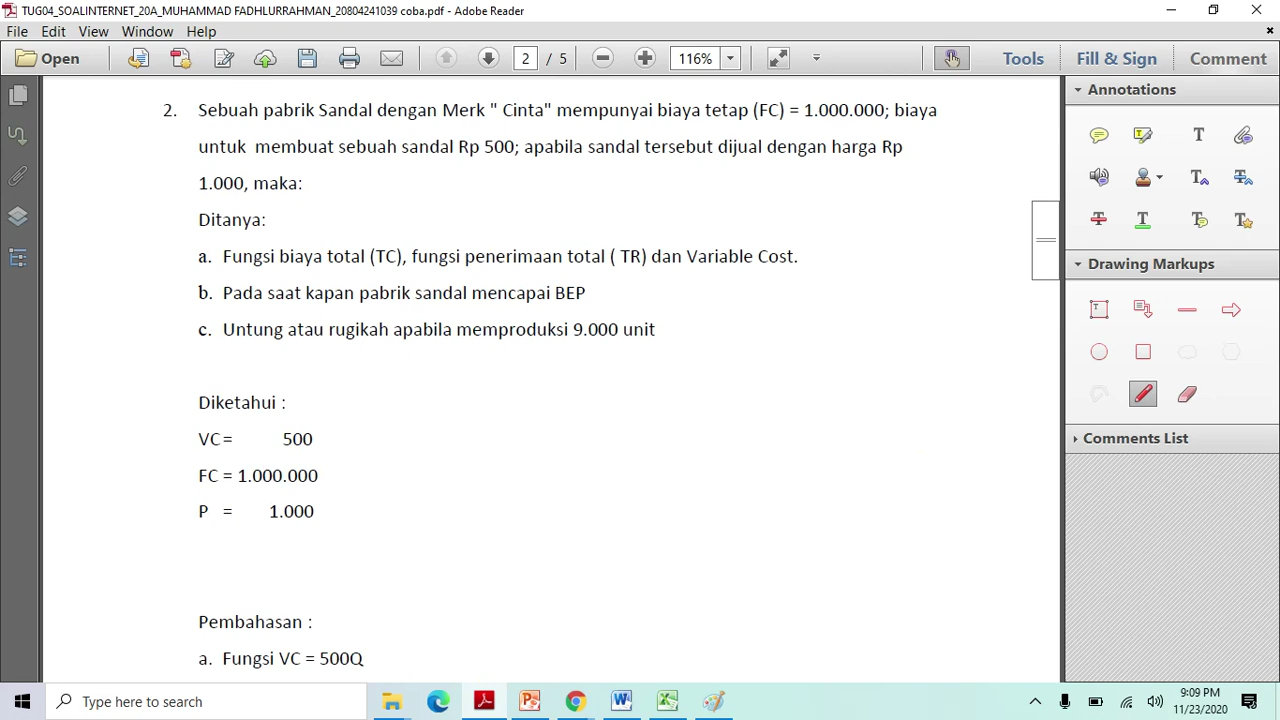 TUG04_SOALINTERNET_20A_MUHAMMAD FADHLURRAHMAN_20804241039 coba.pdf - Adobe Reader
File Edit View Window Help
Open 2 / 5 116% Tools Fill & Sign Comment
2. Sebuah pabrik Sandal dengan Merk " Cinta" mempunyai biaya tetap (FC) = 1.000.000; biaya
untuk membuat sebuah sandal Rp 500; apabila sandal tersebut dijual dengan harga Rp
1.000, maka:
Ditanya:
a. Fungsi biaya total (TC), fungsi penerimaan total ( TR) dan Variable Cost.
b. Pada saat kapan pabrik sandal mencapai BEP
c. Untung atau rugikah apabila memproduksi 9.000 unit
Diketahui :
VC = 500
FC = 1.000.000
P = 1.000
Pembahasan :
a. Fungsi VC = 500Q
Annotations
Drawing Markups
Comments List
Type here to search
9:09 PM
11/23/2020